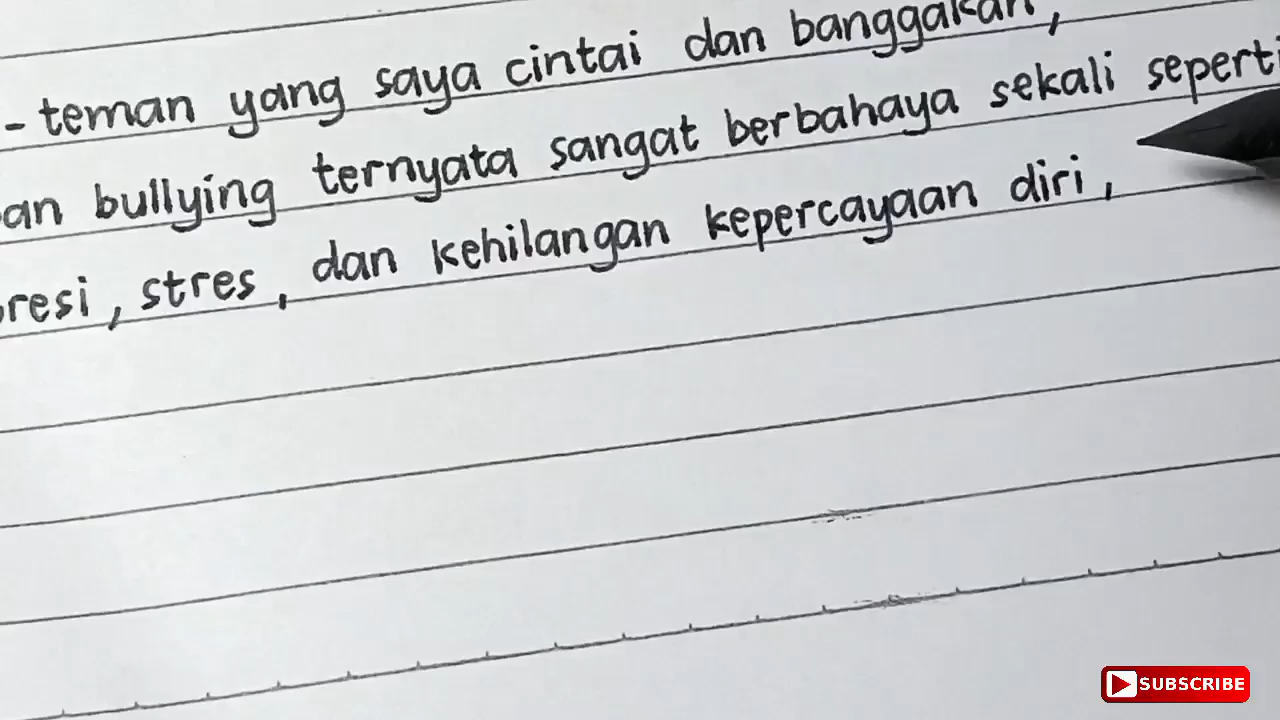 - teman yang saya cintai dan banggakan,
an bullying ternyata sangat berbahaya sekali seperti
resi, stres, dan kehilangan kepercayaan diri,
SUBSCRIBE